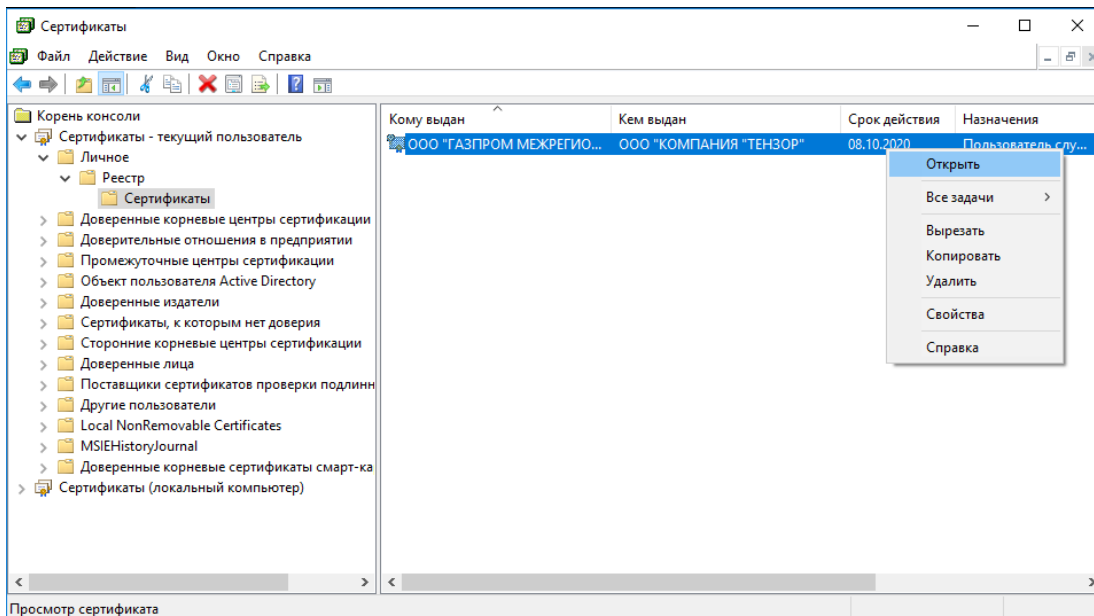 Сертификаты
Файл Действие Вид Окно Справка
Корень консоли
Сертификаты - текущий пользователь
Личное
Реестр
Сертификаты
Доверенные корневые центры сертификации
Доверительные отношения в предприятии
Промежуточные центры сертификации
Объект пользователя Active Directory
Доверенные издатели
Сертификаты, к которым нет доверия
Сторонние корневые центры сертификации
Доверенные лица
Поставщики сертификатов проверки подлинн
Другие пользователи
Local NonRemovable Certificates
MSIEHistoryJournal
Доверенные корневые сертификаты смарт-ка
Сертификаты (локальный компьютер)
Кому выдан Кем выдан Срок действия Назначения
ООО "ГАЗПРОМ МЕЖРЕГИО... ООО "КОМПАНИЯ "ТЕНЗОР" 08.10.2020 Пользователь слу...
Открыть
Все задачи
Вырезать
Копировать
Удалить
Свойства
Справка
Просмотр сертификата